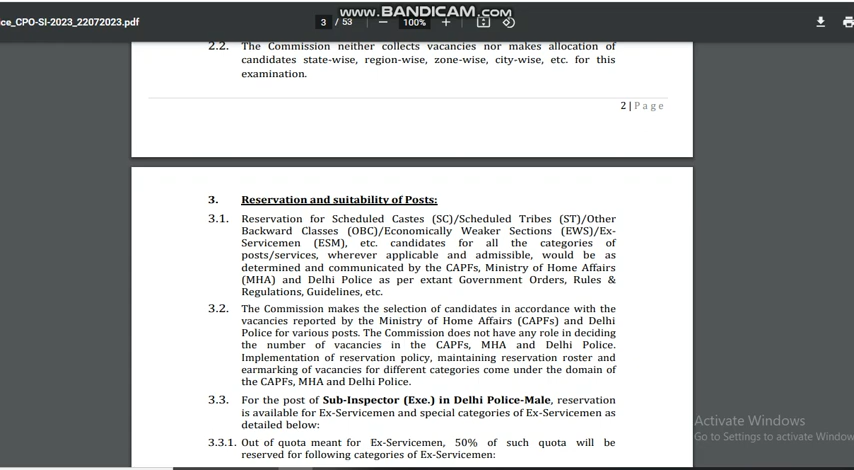 www.BANDICAM.com
ice_CPO-SI-2023_22072023.pdf
3 / 53
100%
2.2. The Commission neither collects vacancies nor makes allocation of
candidates state-wise, region-wise, zone-wise, city-wise, etc. for this
examination.
2 | P a g e
3. Reservation and suitability of Posts:
3.1. Reservation for Scheduled Castes (SC)/Scheduled Tribes (ST)/Other
Backward Classes (OBC)/Economically Weaker Sections (EWS)/Ex-
Servicemen (ESM), etc. candidates for all the categories of
posts/services, wherever applicable and admissible, would be as
determined and communicated by the CAPFs, Ministry of Home Affairs
(MHA) and Delhi Police as per extant Government Orders, Rules &
Regulations, Guidelines, etc.
3.2. The Commission makes the selection of candidates in accordance with the
vacancies reported by the Ministry of Home Affairs (CAPFs) and Delhi
Police for various posts. The Commission does not have any role in deciding
the number of vacancies in the CAPFs, MHA and Delhi Police.
Implementation of reservation policy, maintaining reservation roster and
earmarking of vacancies for different categories come under the domain of
the CAPFs, MHA and Delhi Police.
3.3. For the post of Sub-Inspector (Exe.) in Delhi Police-Male, reservation
is available for Ex-Servicemen and special categories of Ex-Servicemen as
detailed below:
3.3.1. Out of quota meant for Ex-Servicemen, 50% of such quota will be
reserved for following categories of Ex-Servicemen:
Activate Windows
Go to Settings to activate Window